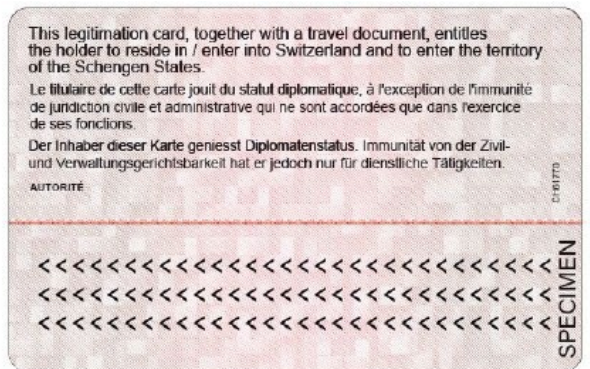 This legitimation card, together with a travel document, entitles
the holder to reside in / enter into Switzerland and to enter the territory
of the Schengen States.
Le titulaire de cette carte jouit du statut diplomatique, à l'exception de l'immunité
de juridiction civile et administrative qui ne sont accordées que dans l'exercice
de ses fonctions.
Der Inhaber dieser Karte geniesst Diplomatenstatus. Immunität von der Zivil-
und Verwaltungsgerichtsbarkeit hat er jedoch nur für dienstliche Tätigkeiten.
AUTORITÉ
<<<<<<<<<<<<<<<<<<<<<<<<<<<<<<
<<<<<<<<<<<<<<<<<<<<<<<<<<<<<<
<<<<<<<<<<<<<<<<<<<<<<<<<<<<<<
SPECIMEN